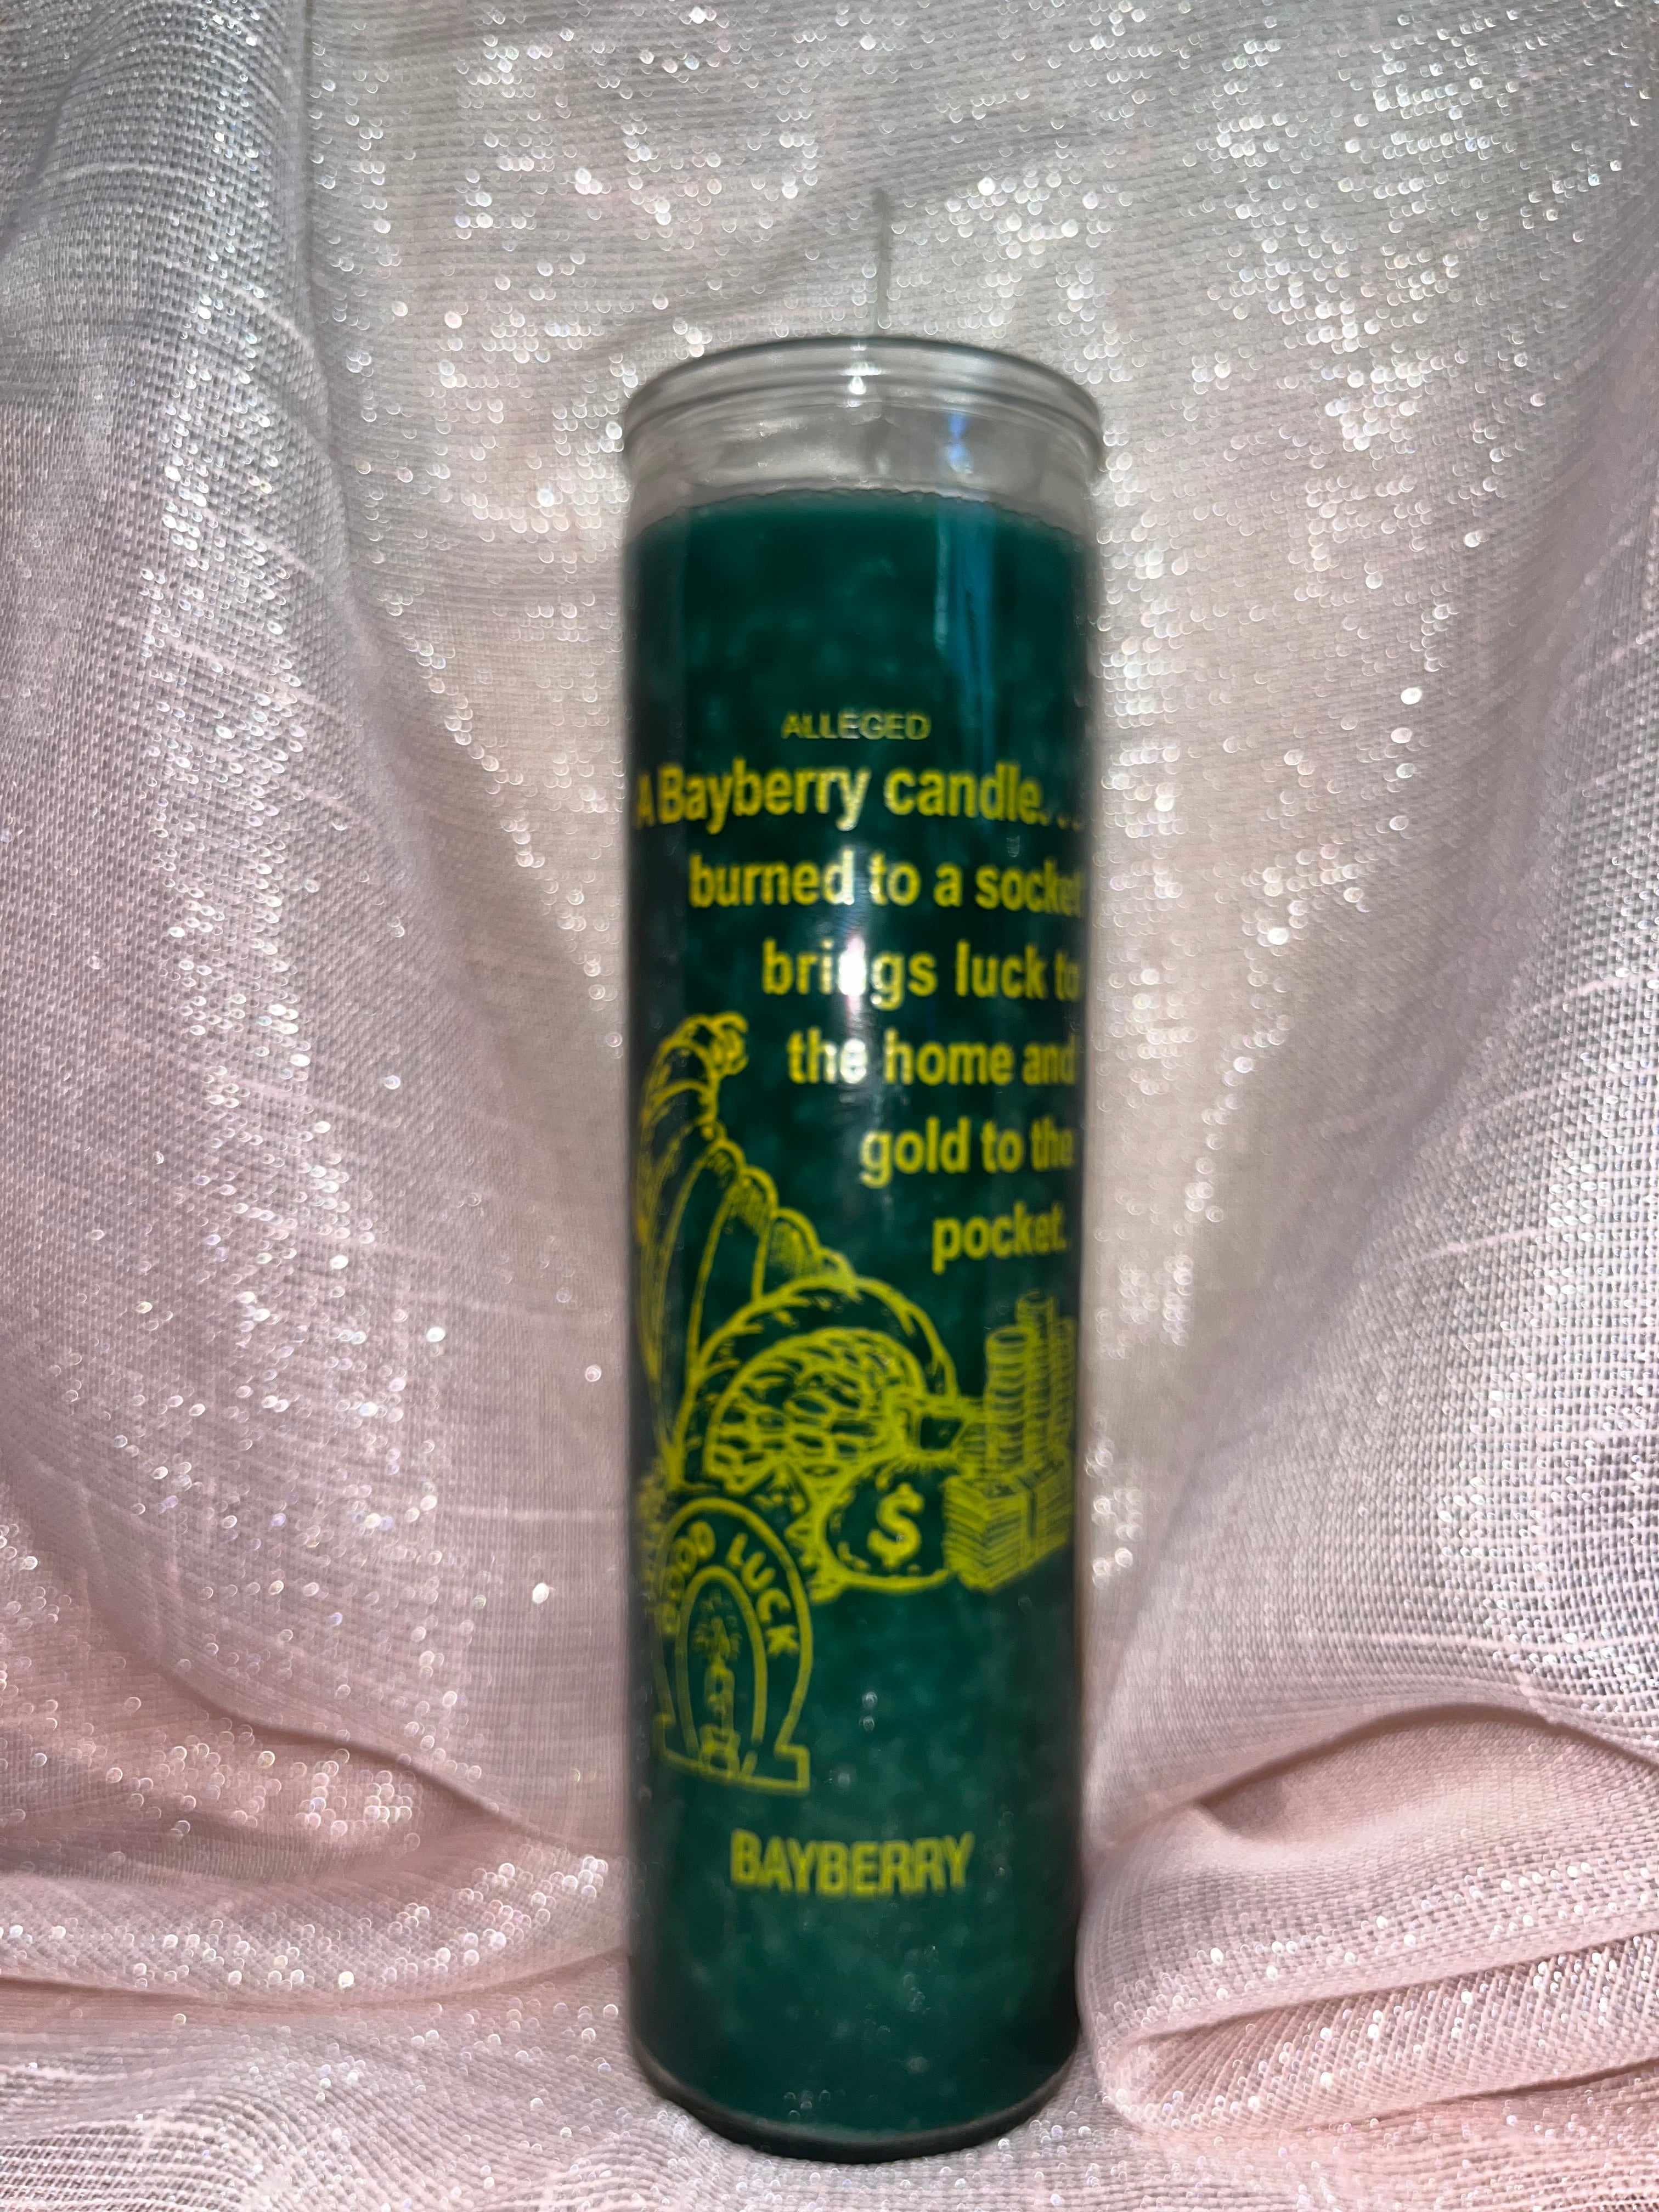 ALLEGED
A Bayberry candle...
burned to a socket
brings luck to
the home and
gold to the
pocket.
$
GOOD LUCK
BAYBERRY